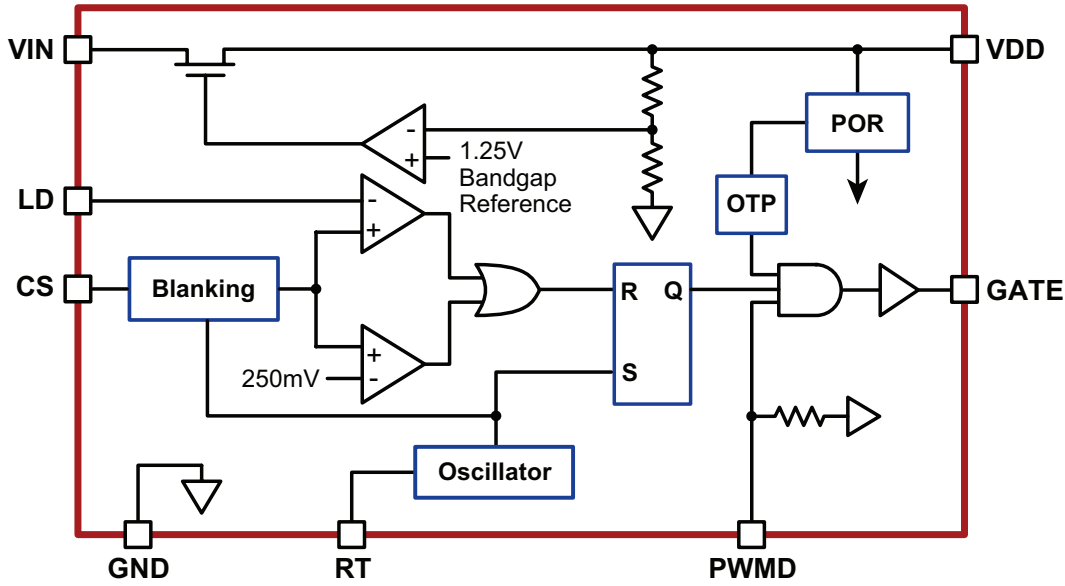 VIN
VDD
-
+
1.25V
Bandgap
Reference
POR
LD
-
+
OTP
CS
Blanking
R
Q
GATE
+
-
250mV
S
Oscillator
GND
RT
PWMD